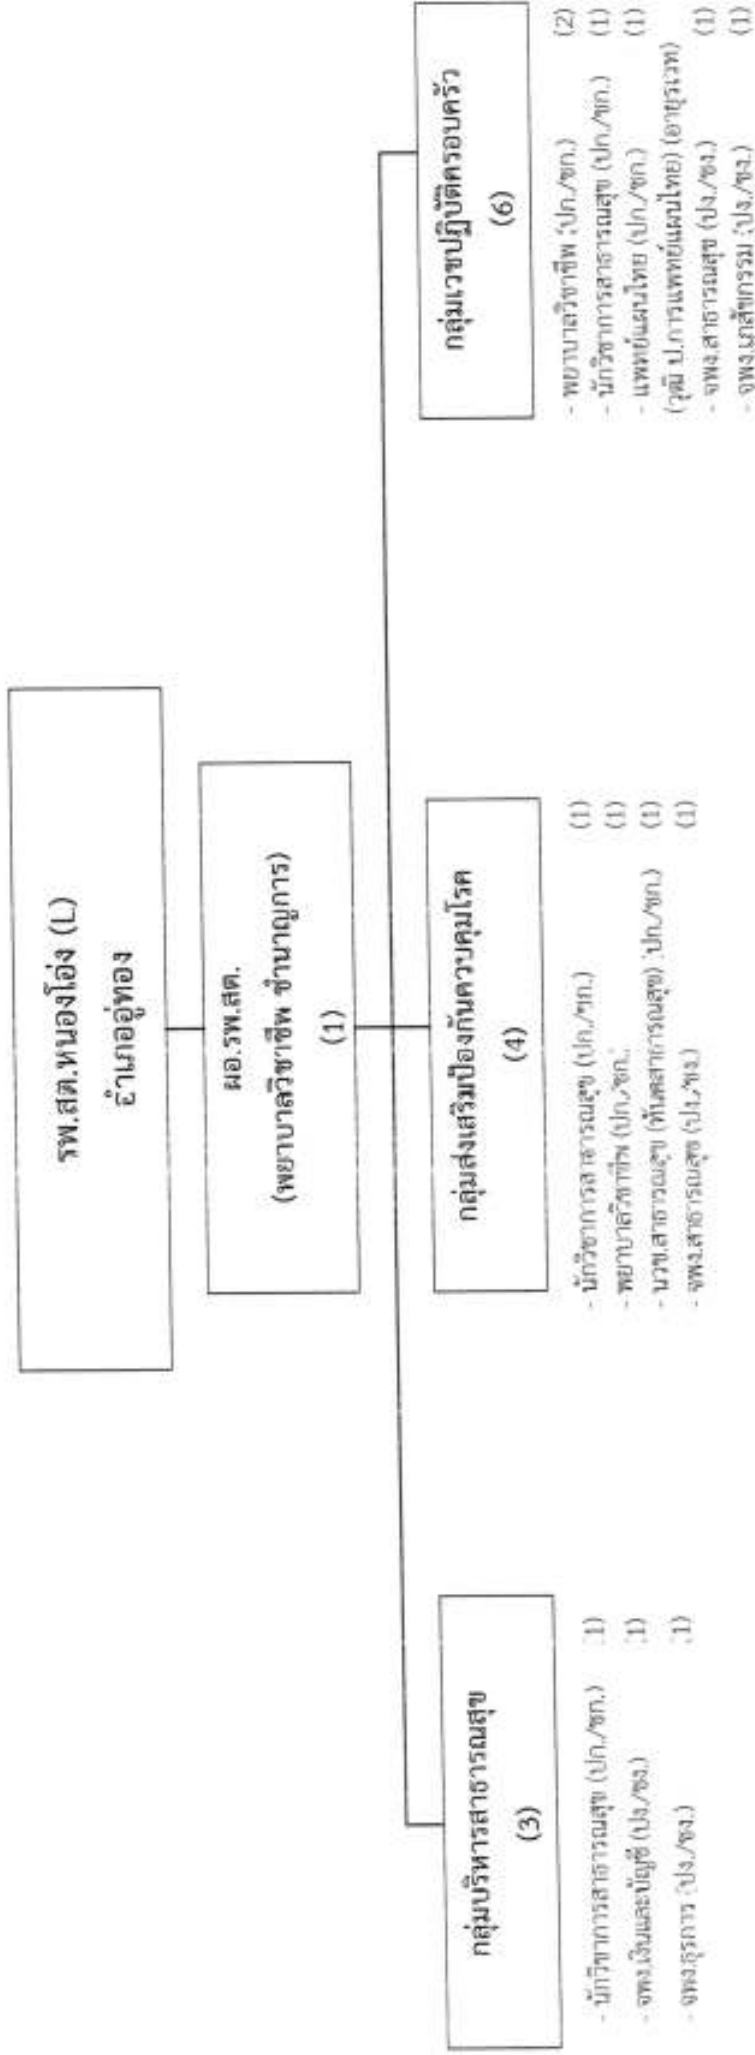 รพ.สต.หนองโอ่ง (L)
อำเภออู่ทอง
ผอ.รพ.สต.
(พยาบาลวิชาชีพ ชำนาญการ)
(1)
กลุ่มบริหารสาธารณสุข
(3)
- นักวิชาการสาธารณสุข (ปก./ชก.) (1)
- จพง.เงินและบัญชี (ปง./ชง.) (1)
- จพง.ธุรการ (ปง./ชง.) (1)
กลุ่มส่งเสริมป้องกันควบคุมโรค
(4)
- นักวิชาการสาธารณสุข (ปก./ชก.) (1)
- พยาบาลวิชาชีพ (ปก./ชก.) (1)
- นวช.สาธารณสุข (ทันตสาธารณสุข) (ปก./ชก.) (1)
- จพง.สาธารณสุข (ปง./ชง.) (1)
กลุ่มเวชปฏิบัติครอบครัว
(6)
- พยาบาลวิชาชีพ (ปก./ชก.) (2)
- นักวิชาการสาธารณสุข (ปก./ชก.) (1)
- แพทย์แผนไทย (ปก./ชก.) (1)
(วุฒิ ป.การแพทย์แผนไทย) (อายุรเวท)
- จพง.สาธารณสุข (ปง./ชง.) (1)
- จพง.เภสัชกรรม (ปง./ชง.) (1)